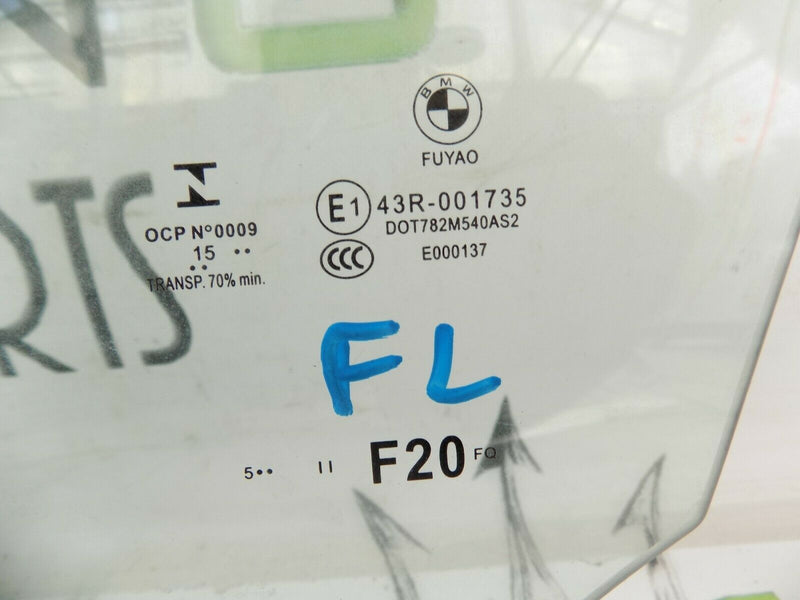 BMW
FUYAO
OCP N°0009
15 ••
••
TRANSP. 70% min.
E1 43R-001735
DOT782M540AS2
CCC E000137
RTS
FL
5•• II F20 FQ